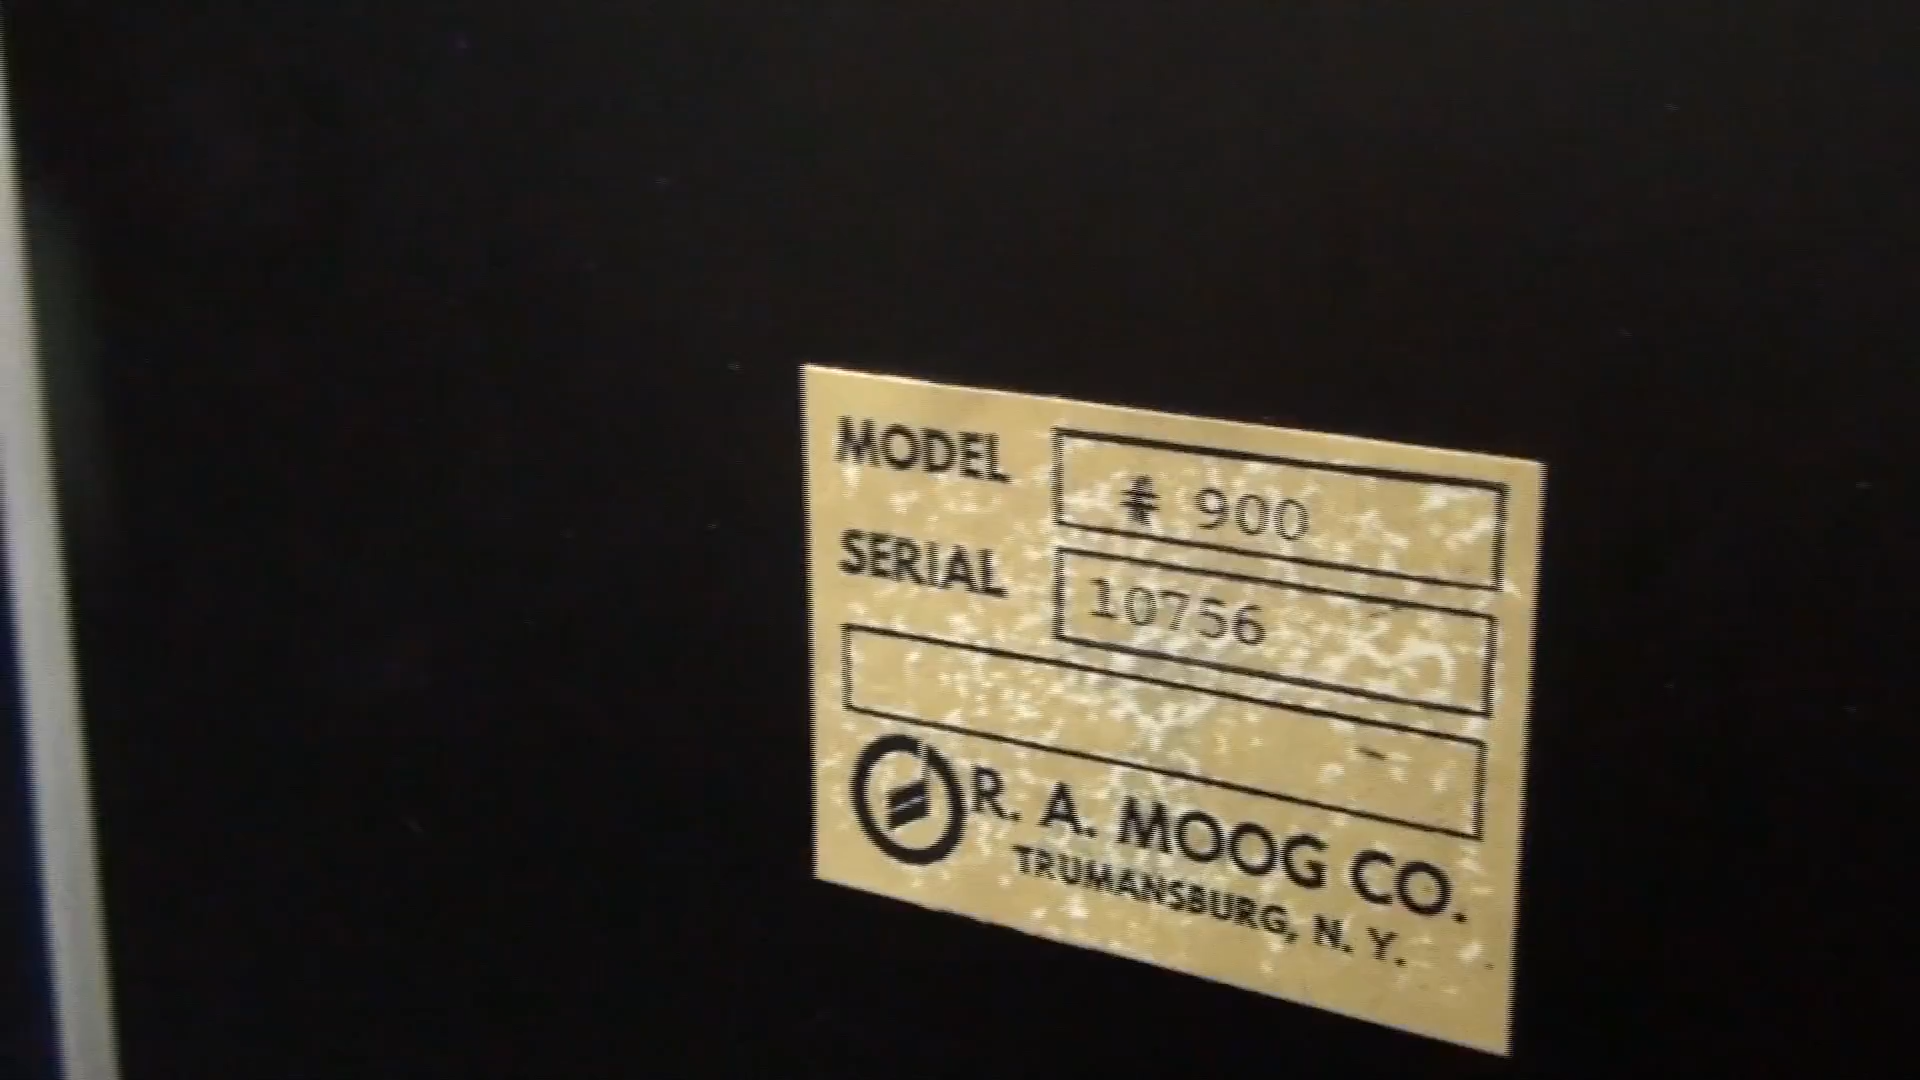 MODEL # 900
SERIAL 10756
R. A. MOOG CO.
TRUMANSBURG, N. Y.